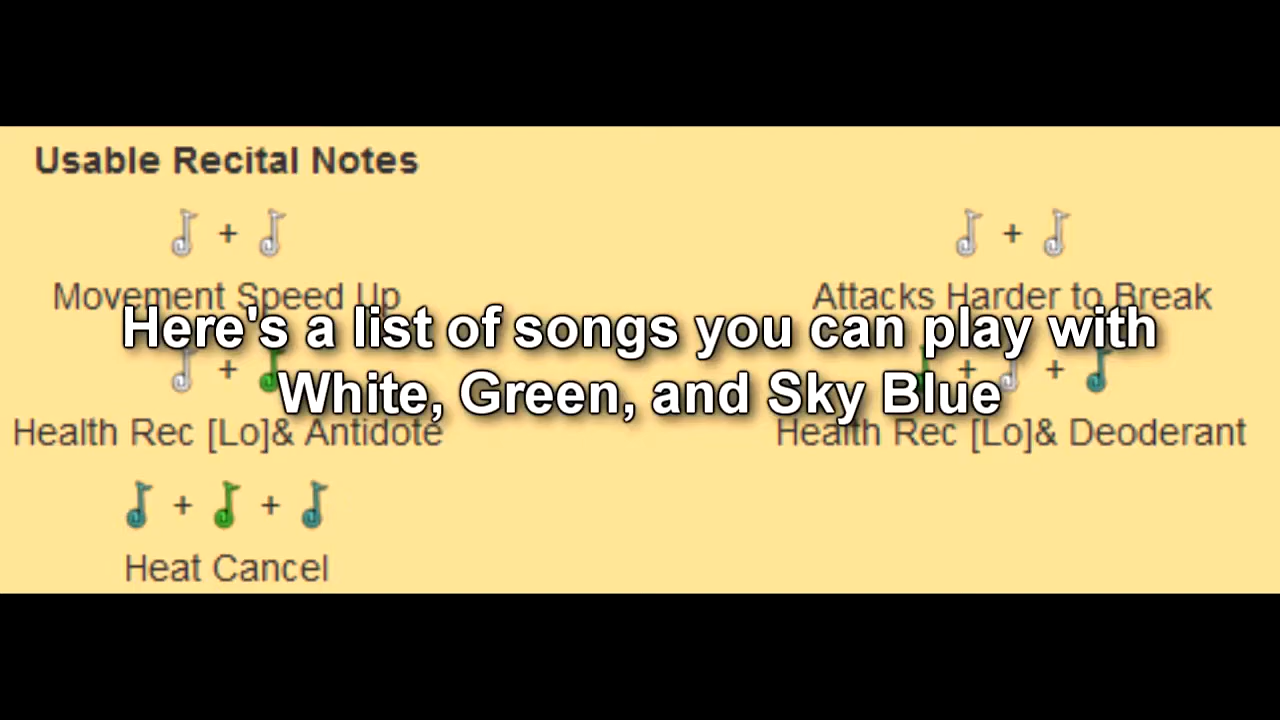 Usable Recital Notes
+ +
Movement Speed Up Attacks Harder to Break
Here's a list of songs you can play with
+ + +
White, Green, and Sky Blue
Health Rec [Lo]& Antidote Health Rec [Lo]& Deoderant
+ +
Heat Cancel